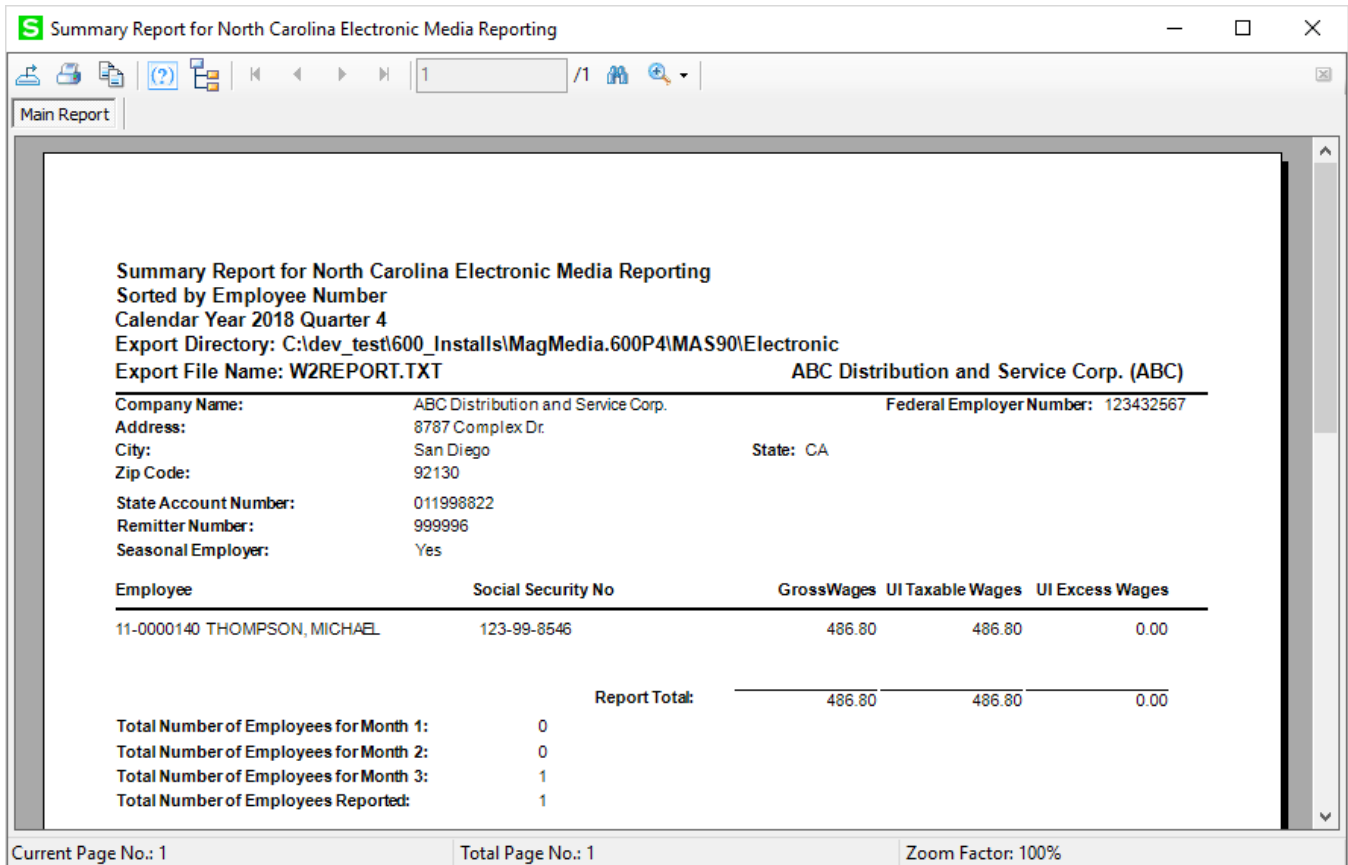 S Summary Report for North Carolina Electronic Media Reporting
(?) 1 /1
Main Report
Summary Report for North Carolina Electronic Media Reporting
Sorted by Employee Number
Calendar Year 2018 Quarter 4
Export Directory: C:\dev_test\600_Installs\MagMedia.600P4\MAS90\Electronic
Export File Name: W2REPORT.TXT ABC Distribution and Service Corp. (ABC)
Company Name: ABC Distribution and Service Corp. Federal Employer Number: 123432567
Address: 8787 Complex Dr.
City: San Diego State: CA
Zip Code: 92130
State Account Number: 011998822
Remitter Number: 999996
Seasonal Employer: Yes
Employee Social Security No Gross Wages UI Taxable Wages UI Excess Wages
11-0000140 THOMPSON, MICHAEL 123-99-8546 486.80 486.80 0.00
Report Total: 486.80 486.80 0.00
Total Number of Employees for Month 1: 0
Total Number of Employees for Month 2: 0
Total Number of Employees for Month 3: 1
Total Number of Employees Reported: 1
Current Page No.: 1 Total Page No.: 1 Zoom Factor: 100%